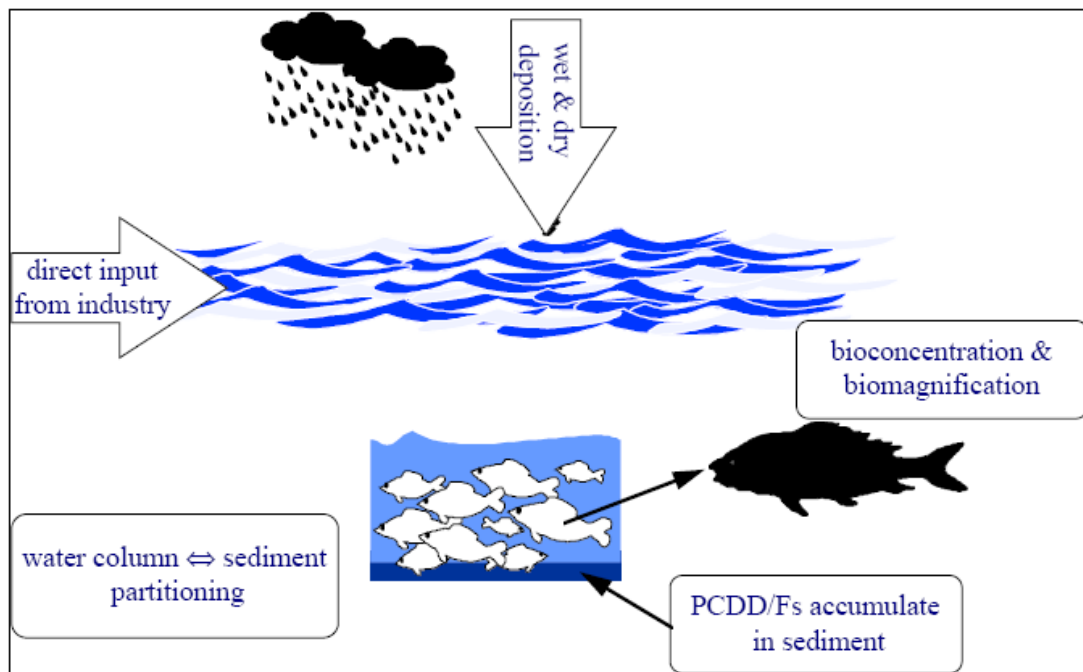 wet & dry
deposition
direct input
from industry
bioconcentration &
biomagnification
water column ⇔ sediment
partitioning
PCDD/Fs accumulate
in sediment